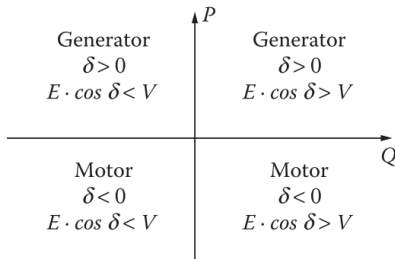 P
Generator
δ > 0
E · cos δ < V
Generator
δ > 0
E · cos δ > V
Q
Motor
δ < 0
E · cos δ < V
Motor
δ < 0
E · cos δ > V